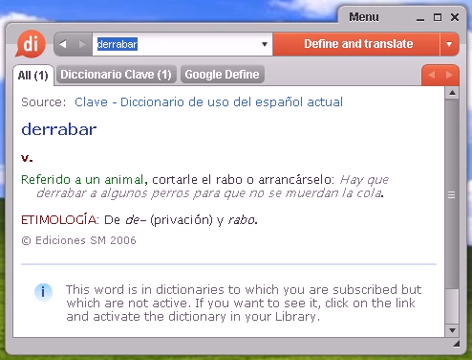 Menu
di
derrabar
Define and translate
All (1)
Diccionario Clave (1)
Google Define
Source: Clave - Diccionario de uso del español actual
derrabar
v.
Referido a un animal, cortarle el rabo o arrancárselo: Hay que
derrabar a algunos perros para que no se muerdan la cola.
ETIMOLOGÍA: De de– (privación) y rabo.
© Ediciones SM 2006
i
This word is in dictionaries to which you are subscribed but
which are not active. If you want to see it, click on the link
and activate the dictionary in your Library.